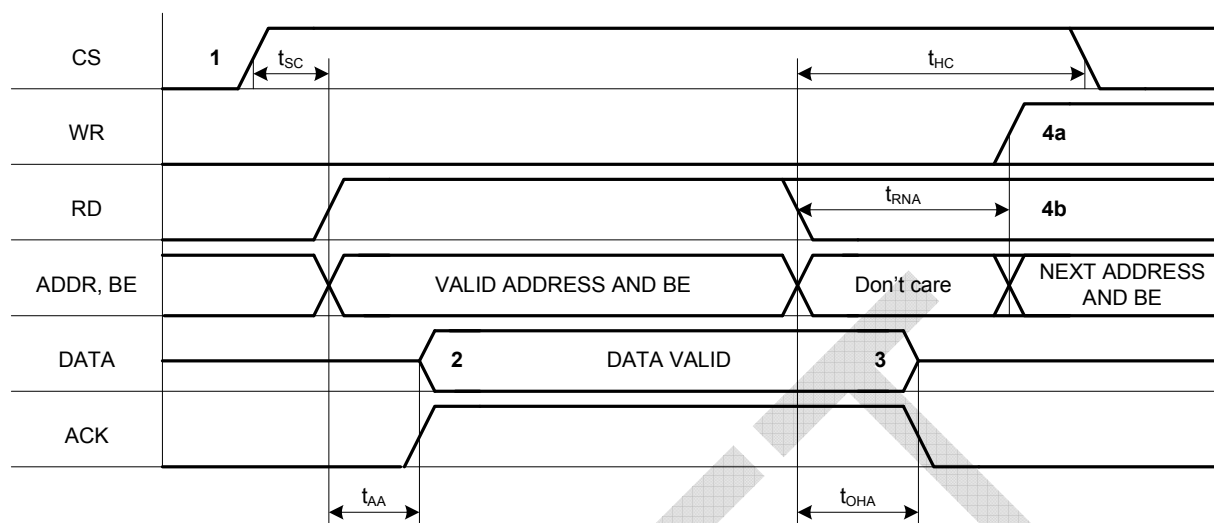 CS 1 tSC tHC
WR 4a
RD tRNA 4b
ADDR, BE VALID ADDRESS AND BE Don't care NEXT ADDRESS
AND BE
DATA 2 DATA VALID 3
ACK
tAA tOHA